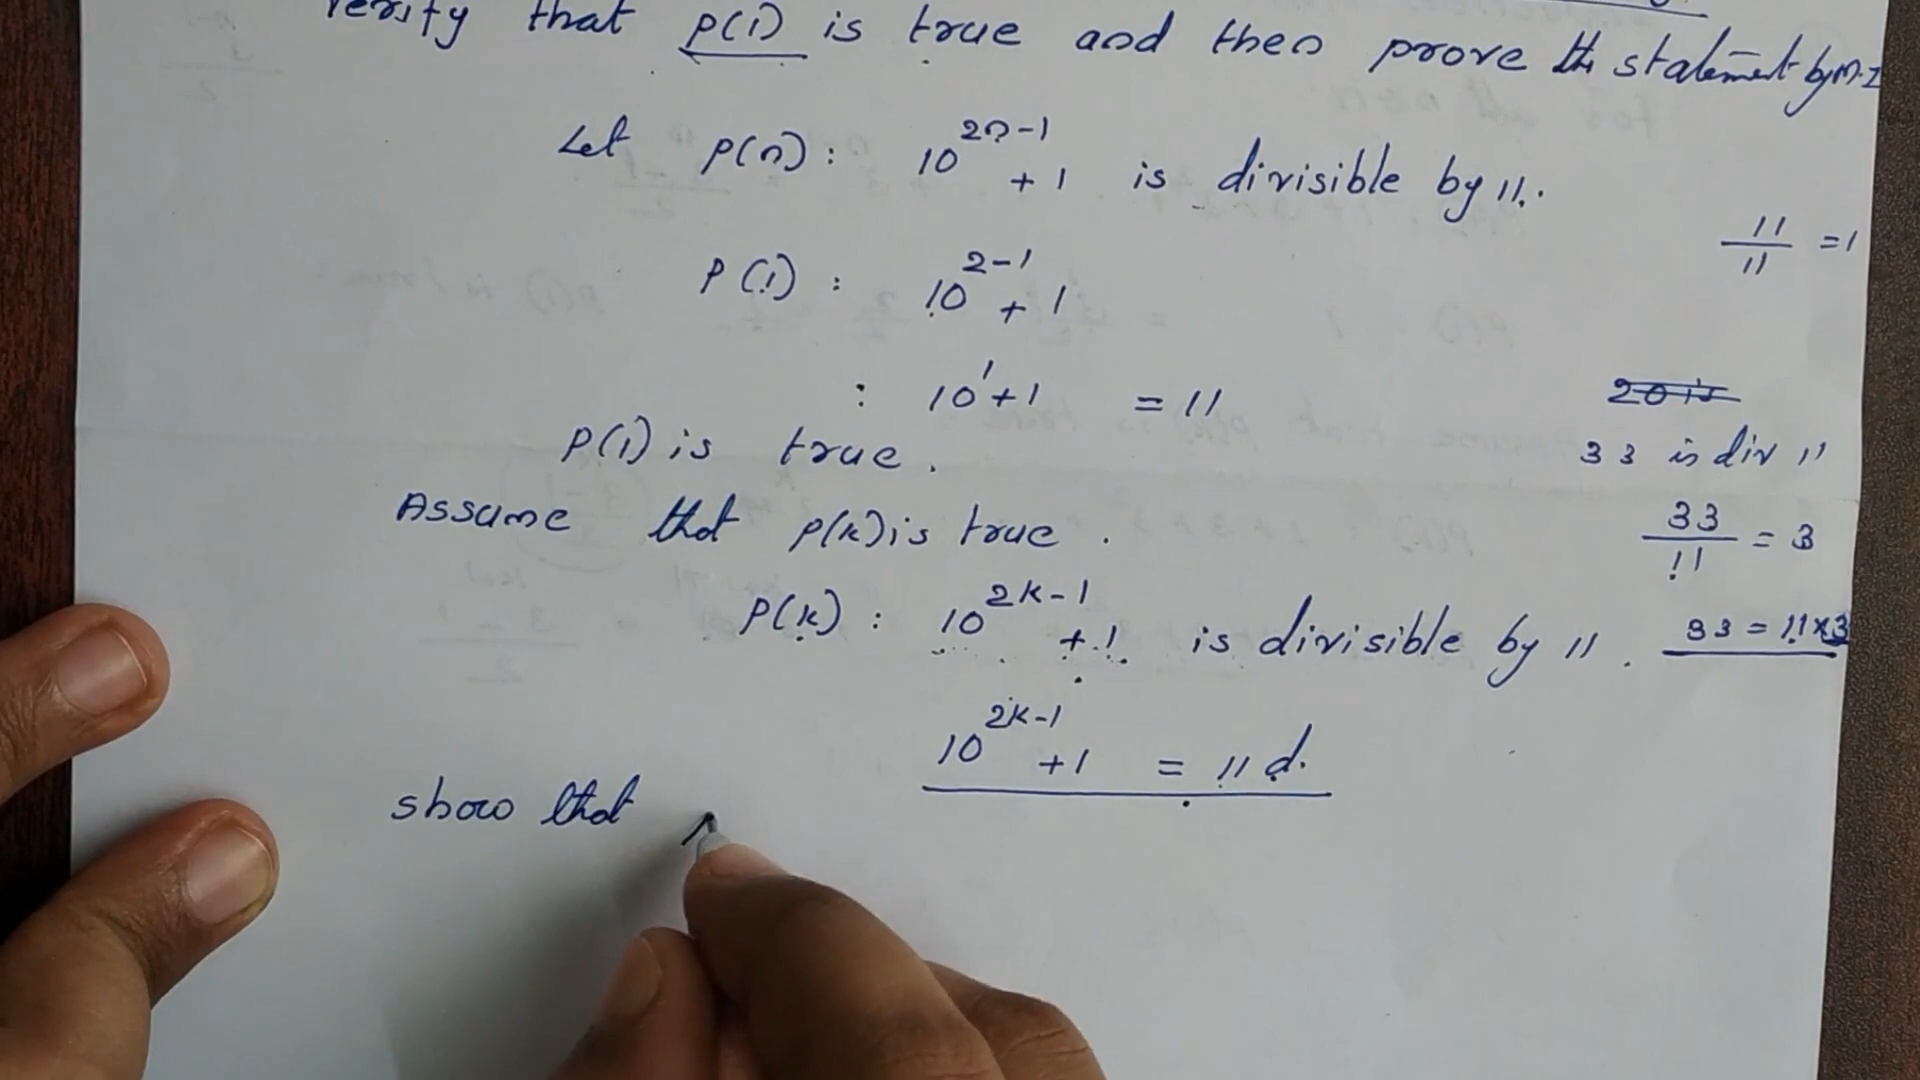 verify that p(1) is true and then prove the statement by M.I
Let p(n) : 10^{2n-1} + 1 is divisible by 11.
11/11 = 1
p(1) : 10^{2-1} + 1
: 10^1 + 1 = 11
p(1) is true.
33 is div 11
Assume that p(k) is true.
33/11 = 3
p(k) : 10^{2k-1} + 1 is divisible by 11.
33 = 11×3
10^{2k-1} + 1 = 11d.
show that